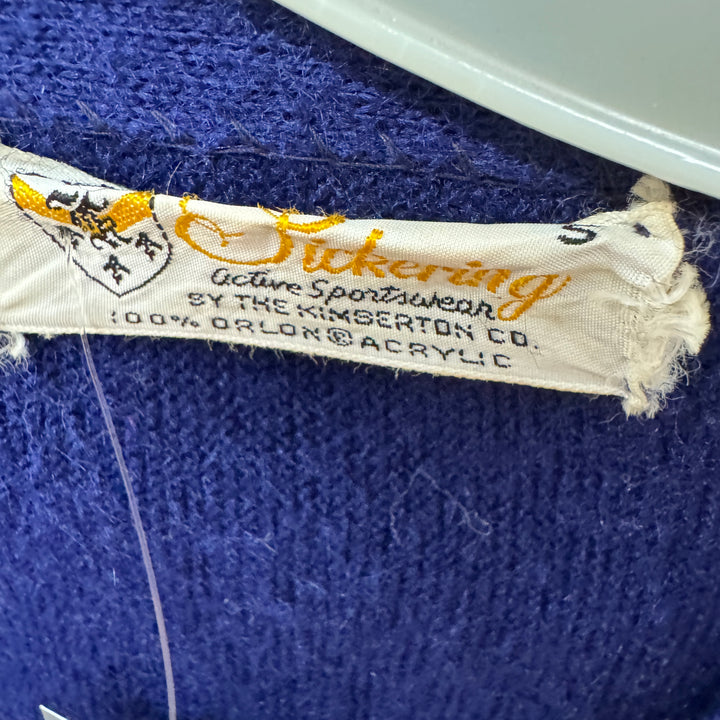 Pickering
active Sportswear
BY THE KIMBERTON CO.
100% ORLON® ACRYLIC